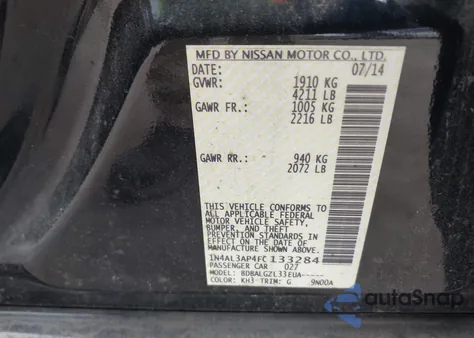 MFD BY NISSAN MOTOR CO., LTD.
DATE: 07/14
GVWR: 1910 KG
4211 LB
GAWR FR.: 1005 KG
2216 LB
GAWR RR.: 940 KG
2072 LB
THIS VEHICLE CONFORMS TO
ALL APPLICABLE FEDERAL
MOTOR VEHICLE SAFETY,
BUMPER, AND THEFT
PREVENTION STANDARDS IN
EFFECT ON THE DATE OF
MANUFACTURE SHOWN ABOVE.
1N4AL3AP4FC133284
PASSENGER CAR 027
MODEL: BDBALGZL33EUA-----
COLOR: KH3 TRIM: G 9N00A
autoSnap